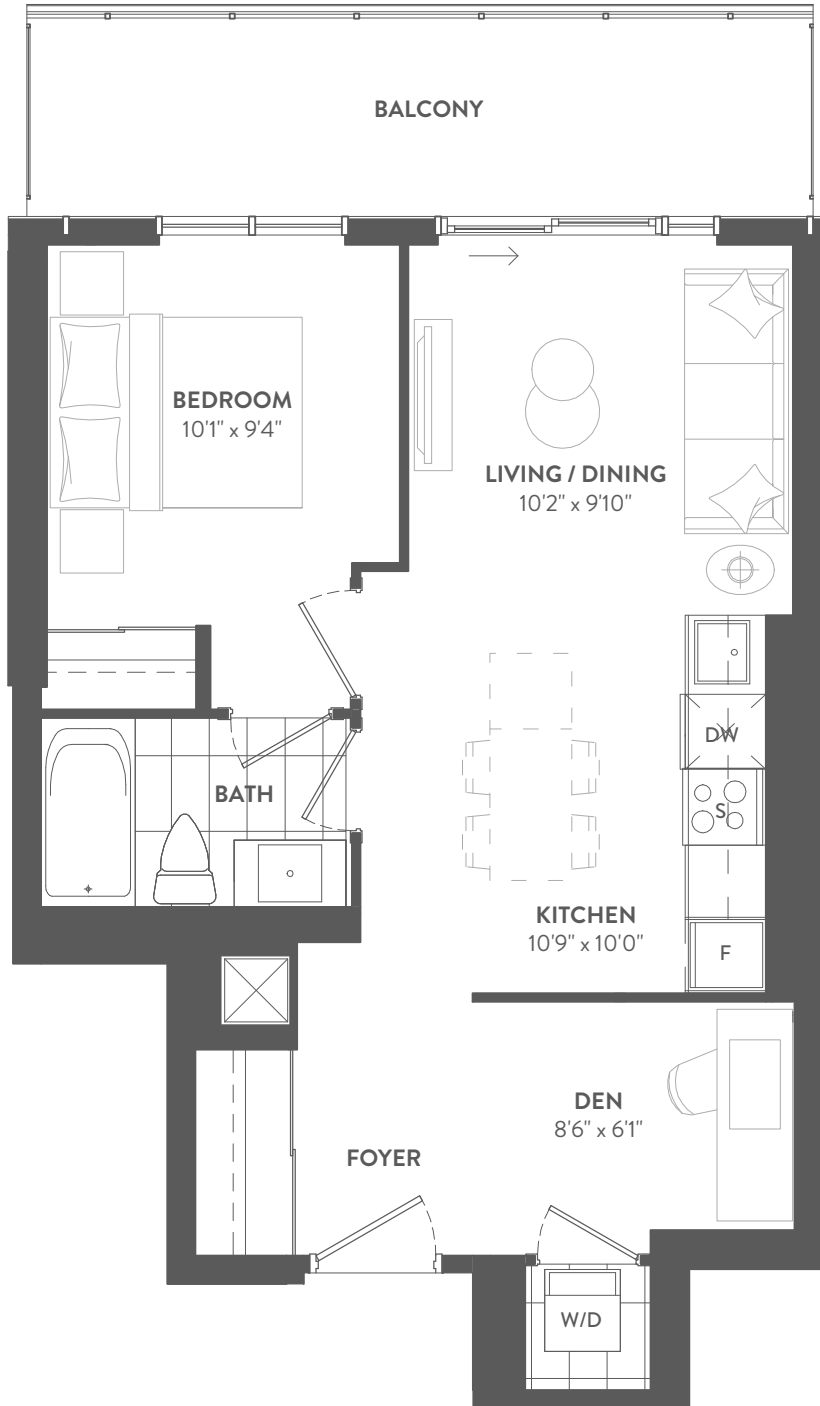 BALCONY
BEDROOM
10'1" x 9'4"
LIVING / DINING
10'2" x 9'10"
DW
BATH
S
KITCHEN
10'9" x 10'0"
F
DEN
8'6" x 6'1"
FOYER
W/D